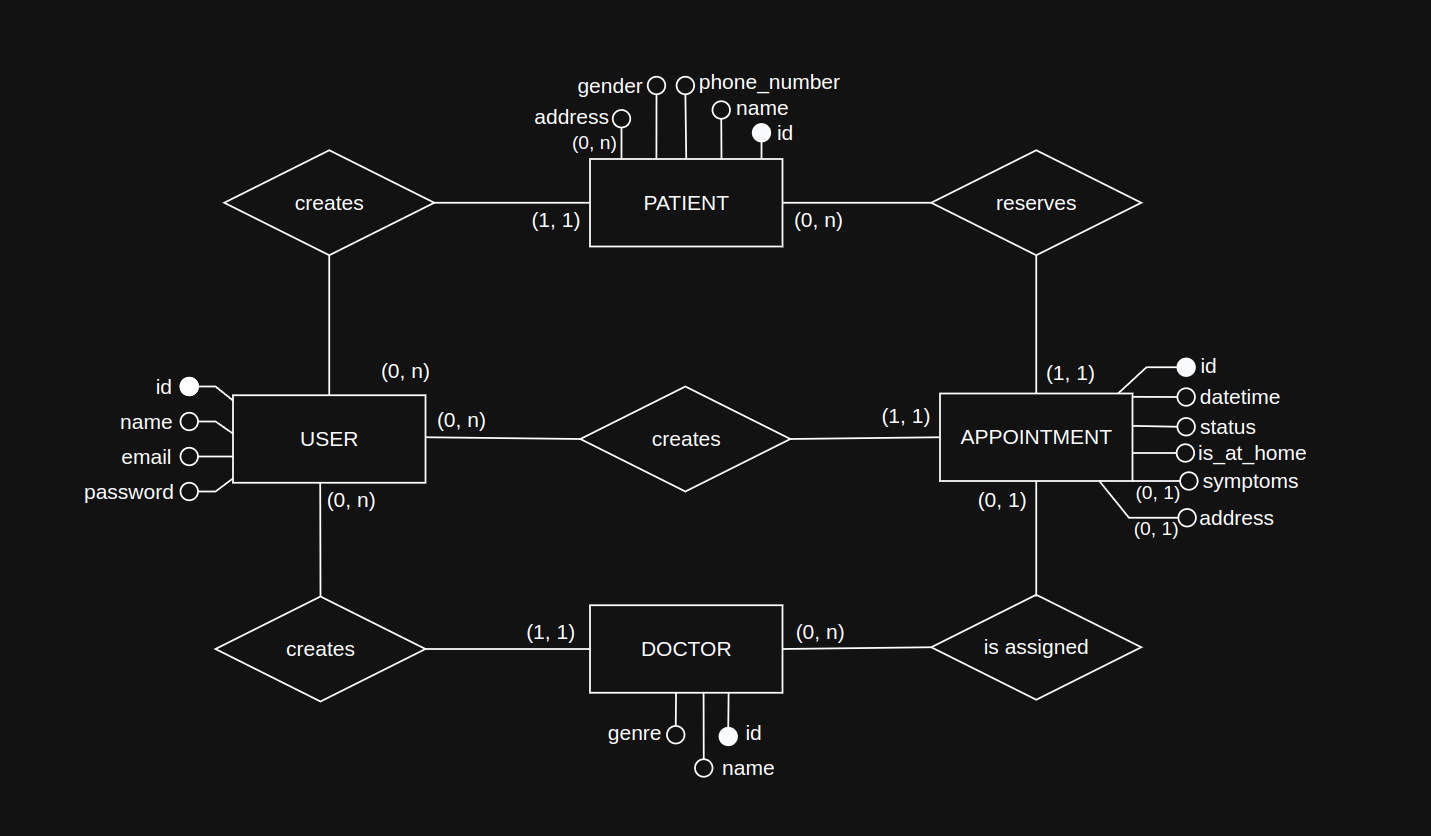 gender
phone_number
address
name
(0, n)
id
creates
PATIENT
reserves
(1, 1)
(0, n)
(0, n)
(1, 1)
id
name
email
password
USER
(0, n)
creates
(1, 1)
APPOINTMENT
id
datetime
status
is_at_home
symptoms
(0, 1)
address
(0, 1)
(0, n)
(0, 1)
creates
(1, 1)
DOCTOR
(0, n)
is assigned
genre
id
name